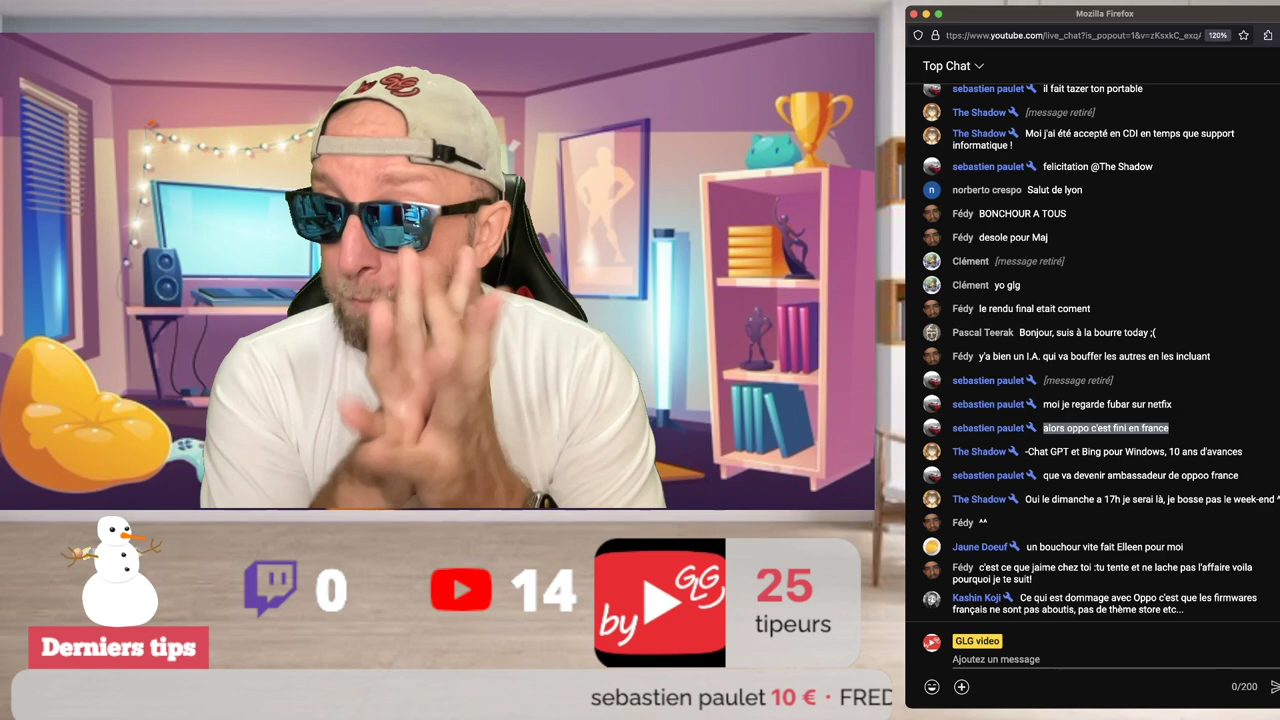 GLG
Mozilla Firefox
ttps://www.youtube.com/live_chat?is_popout=1&v=zKsxkC_exq/
120%
Top Chat
sebastien paulet il fait tazer ton portable
The Shadow [message retiré]
The Shadow Moi j'ai été accepté en CDI en temps que support
informatique !
sebastien paulet felicitation @The Shadow
n norberto crespo Salut de lyon
Fédy BONCHOUR A TOUS
Fédy desole pour Maj
Clément [message retiré]
Clément yo glg
Fédy le rendu final etait coment
Pascal Teerak Bonjour, suis à la bourre today ;(
Fédy y'a bien un I.A. qui va bouffer les autres en les incluant
sebastien paulet [message retiré]
sebastien paulet moi je regarde fubar sur netfix
sebastien paulet alors oppo c'est fini en france
The Shadow -Chat GPT et Bing pour Windows, 10 ans d'avances
sebastien paulet que va devenir ambassadeur de oppoo france
The Shadow Oui le dimanche a 17h je serai là, je bosse pas le week-end ^
Fédy ^^
Jaune Doeuf un bouchour vite fait Elleen pour moi
Fédy c'est ce que jaime chez toi :tu tente et ne lache pas l'affaire voila
pourquoi je te suit!
Kashin Koji Ce qui est dommage avec Oppo c'est que les firmwares
français ne sont pas aboutis, pas de thème store etc...
GLG video
Ajoutez un message
0/200
0
14
by GLG
25
tipeurs
Derniers tips
sebastien paulet 10 € · FRED